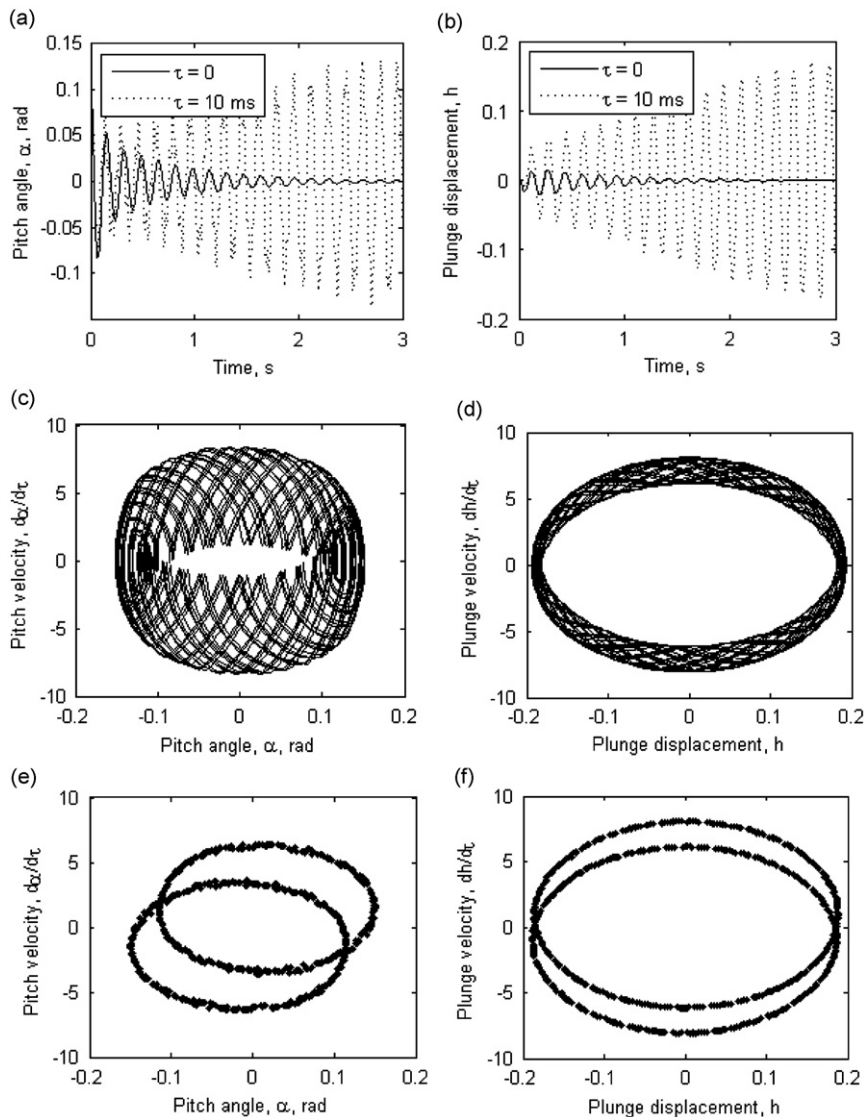 (a)
0.15
0.1
0.05
0
-0.05
-0.1
0 1 2 3
Pitch angle, α, rad
Time, s
τ = 0
τ = 10 ms
(b)
0.2
0.1
0
-0.1
-0.2
0 1 2 3
Plunge displacement, h
Time, s
τ = 0
τ = 10 ms
(c)
10
5
0
-5
-10
-0.2 -0.1 0 0.1 0.2
Pitch velocity, dα/dτ
Pitch angle, α, rad
(d)
10
5
0
-5
-10
-0.2 -0.1 0 0.1 0.2
Plunge velocity, dh/dτ
Plunge displacement, h
(e)
10
5
0
-5
-10
-0.2 -0.1 0 0.1 0.2
Pitch velocity, dα/dτ
Pitch angle, α, rad
(f)
10
5
0
-5
-10
-0.2 -0.1 0 0.1 0.2
Plunge velocity, dh/dτ
Plunge displacement, h